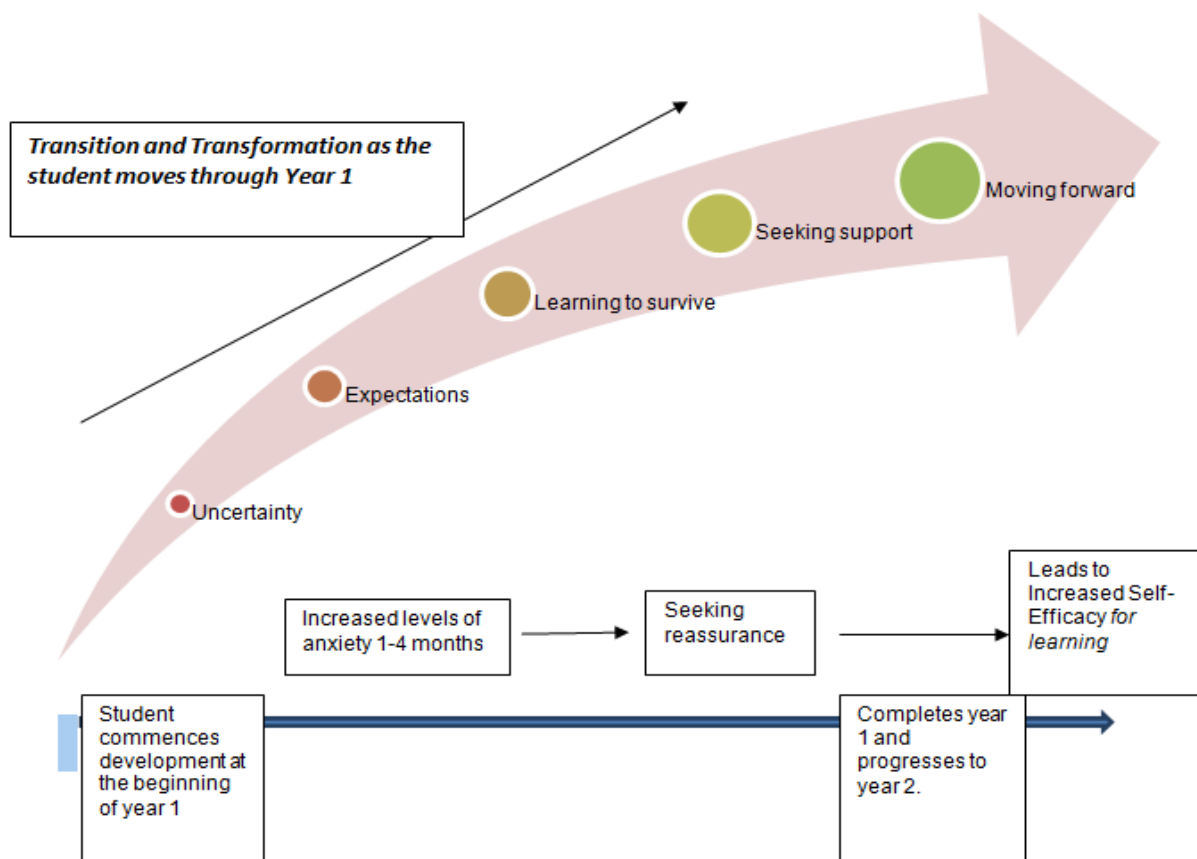 Transition and Transformation as the
student moves through Year 1
Moving forward
Seeking support
Learning to survive
Expectations
Uncertainty
Increased levels of
anxiety 1-4 months
Seeking
reassurance
Leads to
Increased Self-
Efficacy for
learning
Student
commences
development at
the beginning
of year 1
Completes year
1 and
progresses to
year 2.